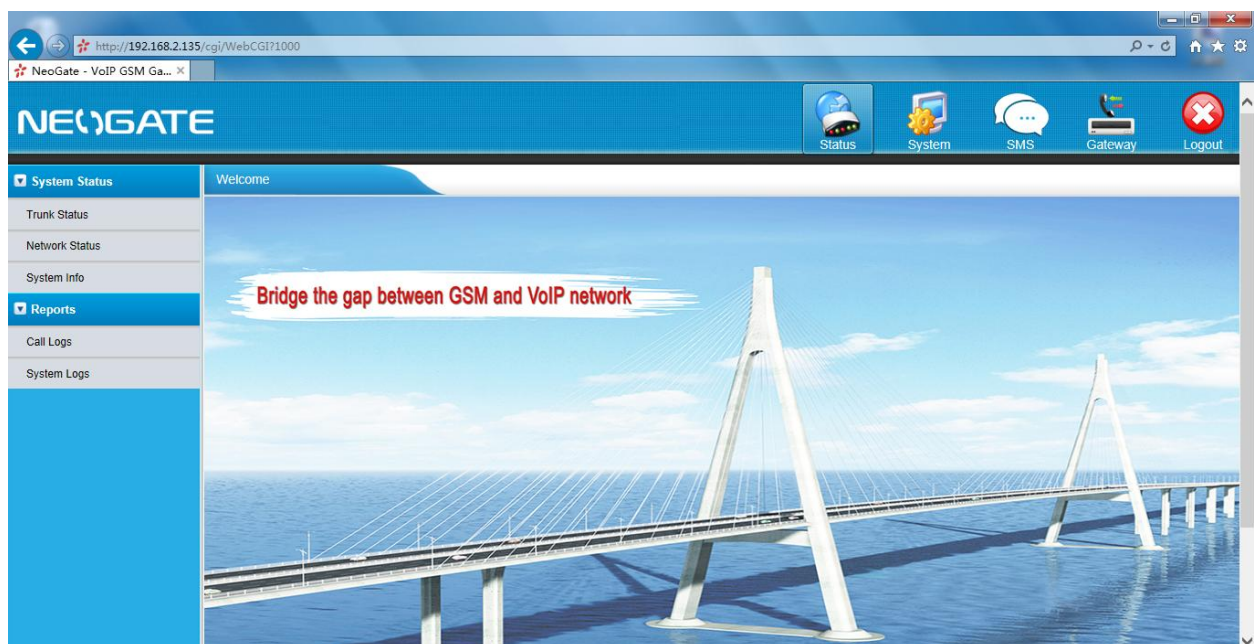 http://192.168.2.135/cgi/WebCGI?1000
NeoGate - VoIP GSM Ga...
NEOGATE
Status
System
SMS
Gateway
Logout
System Status
Welcome
Trunk Status
Network Status
System Info
Bridge the gap between GSM and VoIP network
Reports
Call Logs
System Logs